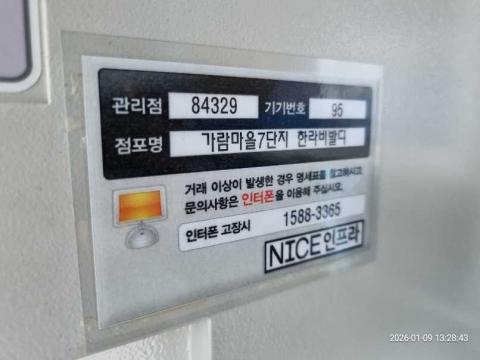 관리점 84329 기기번호 95
점포명 가람마을7단지 한라비발디
거래 이상이 발생한 경우 명세표를 참고하시고
문의사항은 인터폰을 이용해 주십시오.
인터폰 고장시 1588-3365
NICE인프라
2026-01-09 13:28:43